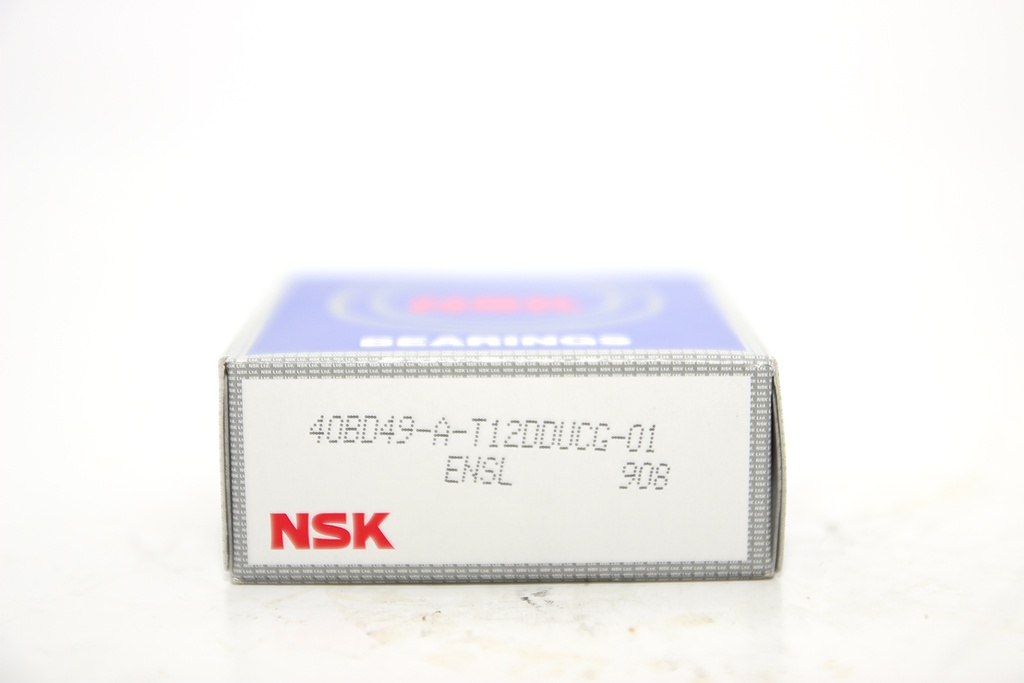 NSK
BEARINGS
40BD49-A-T12DDUCG-01
ENSL 908
NSK